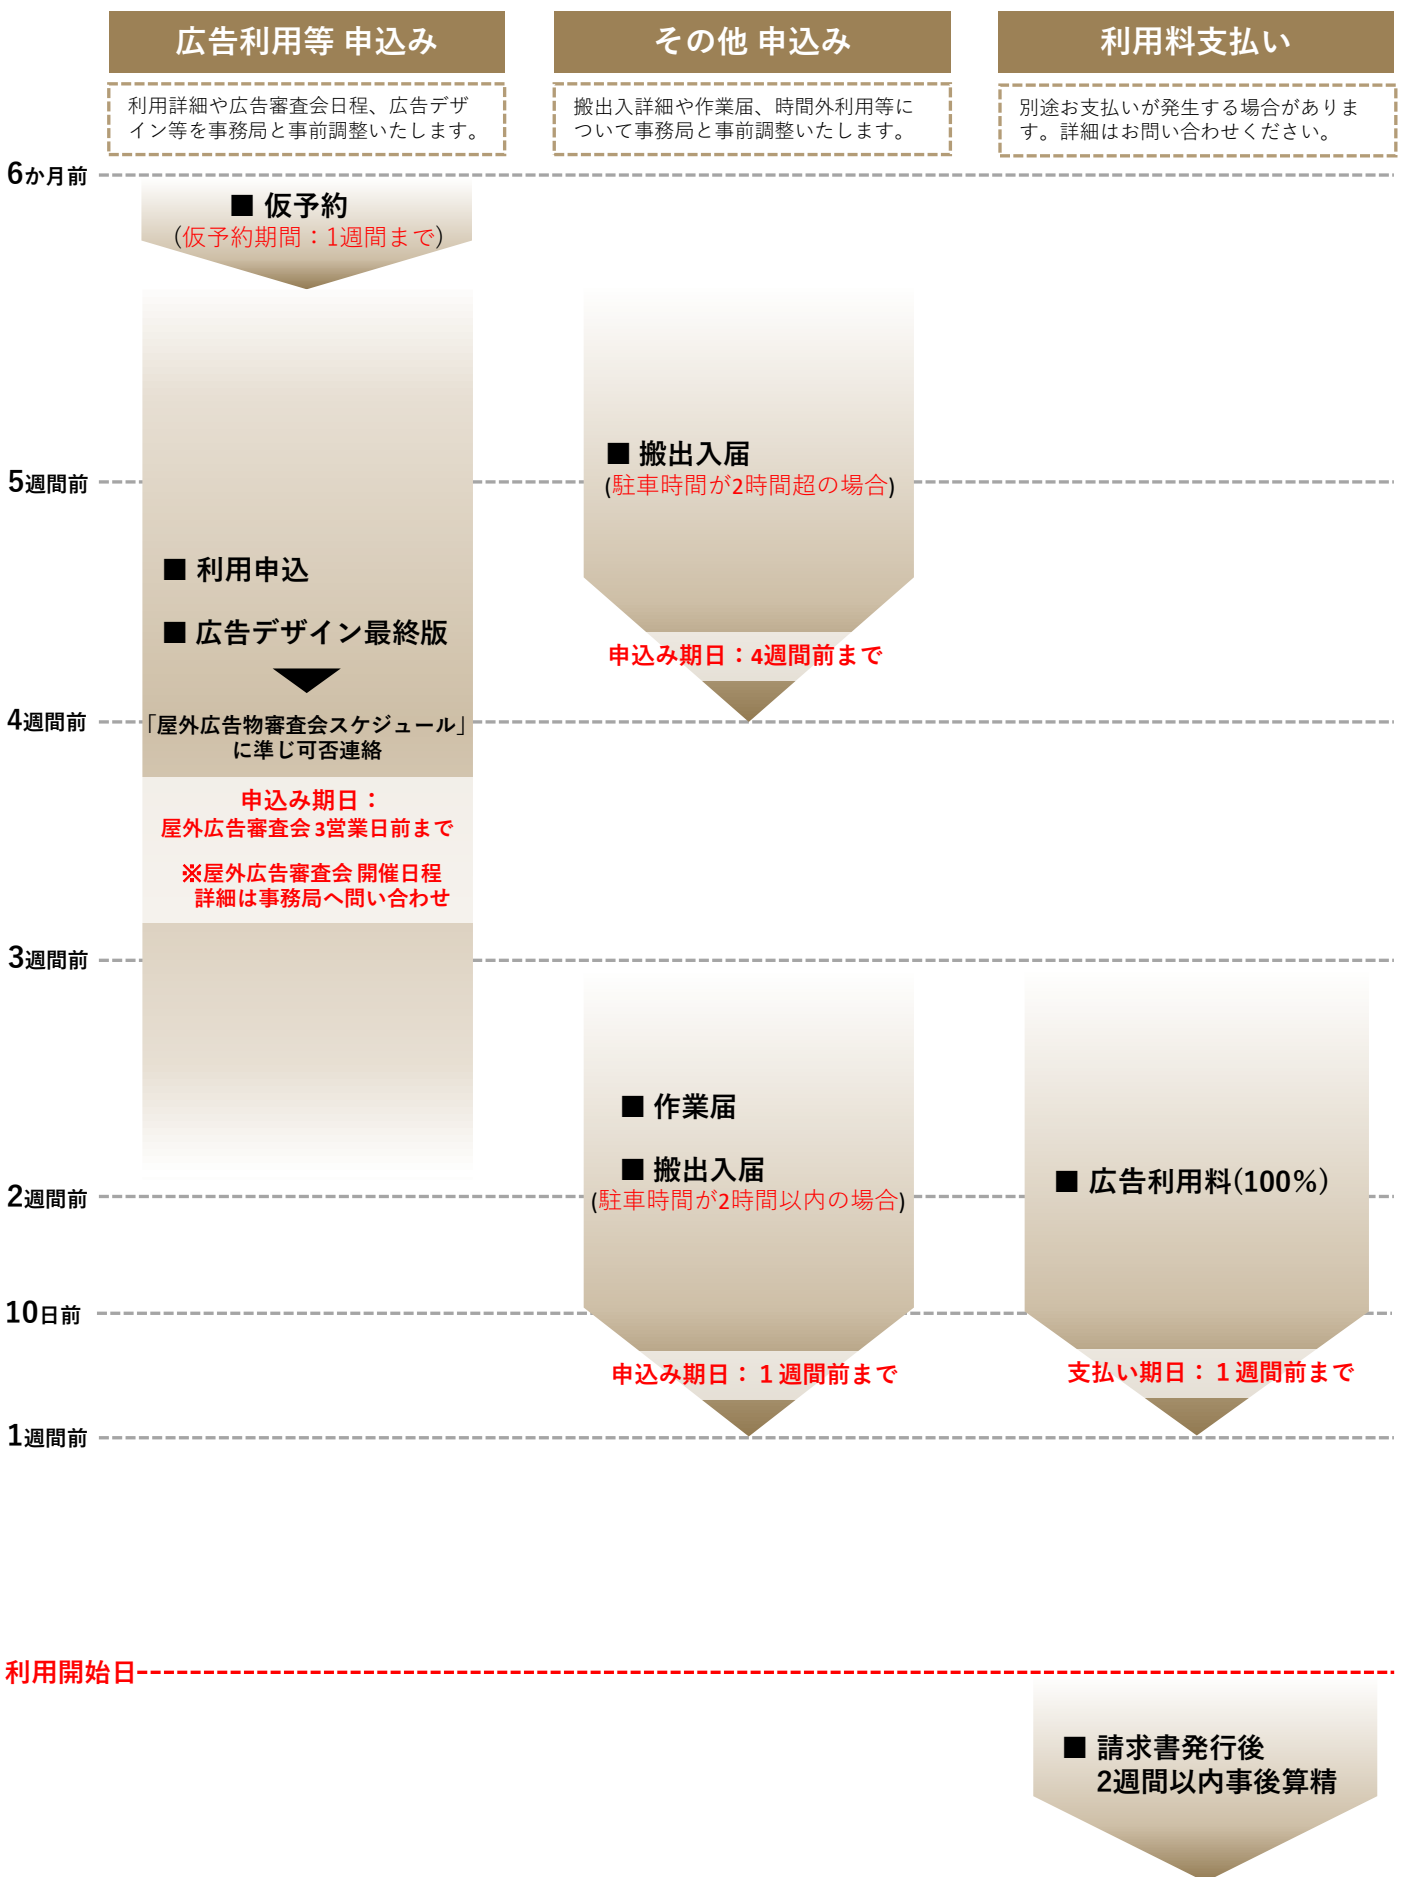 広告利用等 申込み
その他 申込み
利用料支払い
利用詳細や広告審査会日程、広告デザ
イン等を事務局と事前調整いたします。
搬出入詳細や作業届、時間外利用等に
ついて事務局と事前調整いたします。
別途お支払いが発生する場合がありま
す。詳細はお問い合わせください。
6か月前
■ 仮予約
(仮予約期間：1週間まで)
5週間前
■ 搬出入届
(駐車時間が2時間超の場合)
■ 利用申込
■ 広告デザイン最終版
申込み期日：4週間前まで
4週間前
「屋外広告物審査会スケジュール」
に準じ可否連絡
申込み期日：
屋外広告審査会 3営業日前まで
※屋外広告審査会 開催日程
詳細は事務局へ問い合わせ
3週間前
■ 作業届
■ 搬出入届
(駐車時間が2時間以内の場合)
■ 広告利用料(100%)
2週間前
10日前
申込み期日：１週間前まで
支払い期日：１週間前まで
1週間前
利用開始日
■ 請求書発行後
2週間以内事後算精